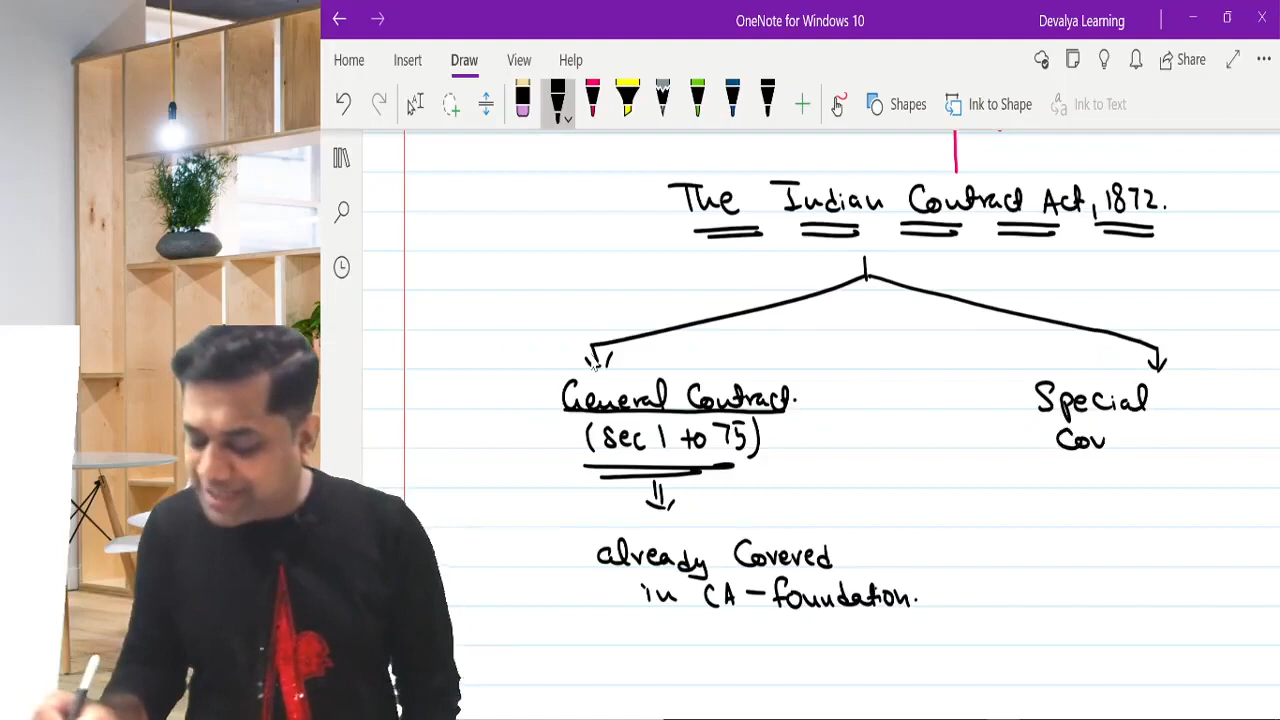 OneNote for Windows 10
Devalya Learning
Home Insert Draw View Help
Share
Shapes Ink to Shape Ink to Text
The Indian Contract Act, 1872.
General Contract.
(Sec 1 to 75)
already Covered
in CA - foundation.
Special
Cov